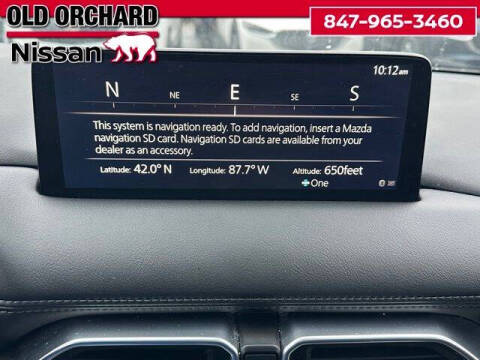 OLD ORCHARD
Nissan
847-965-3460
10:12am
N NE E SE S
This system is navigation ready. To add navigation, insert a Mazda
navigation SD card. Navigation SD cards are available from your
dealer as an accessory.
Latitude: 42.0° N Longitude: 87.7° W Altitude: 650feet
One